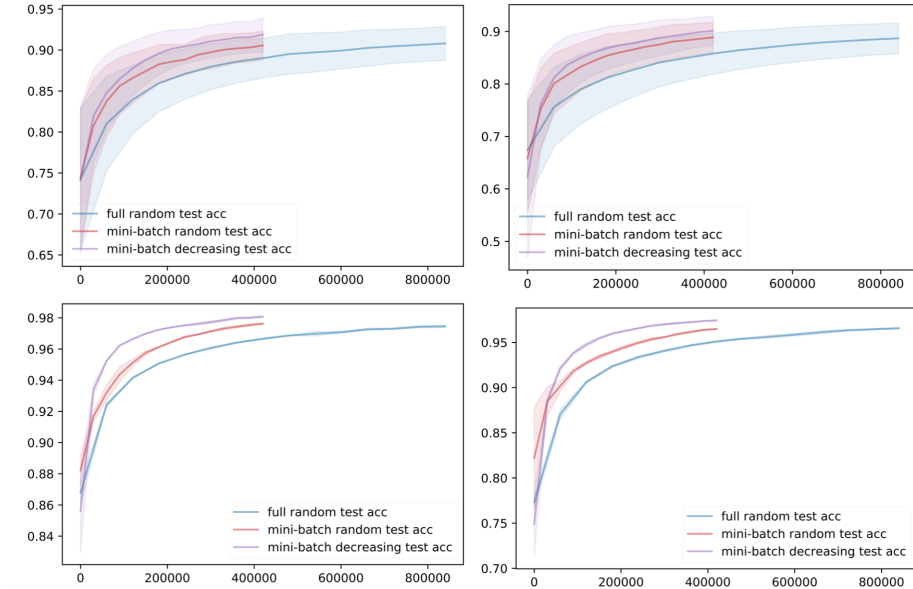 0.95
0.90
0.85
0.80
0.75
0.70
0.65
full random test acc
mini-batch random test acc
mini-batch decreasing test acc
0 200000 400000 600000 800000
0.9
0.8
0.7
0.6
0.5
full random test acc
mini-batch random test acc
mini-batch decreasing test acc
0 200000 400000 600000 800000
0.98
0.96
0.94
0.92
0.90
0.88
0.86
0.84
full random test acc
mini-batch random test acc
mini-batch decreasing test acc
0 200000 400000 600000 800000
0.95
0.90
0.85
0.80
0.75
0.70
full random test acc
mini-batch random test acc
mini-batch decreasing test acc
0 200000 400000 600000 800000